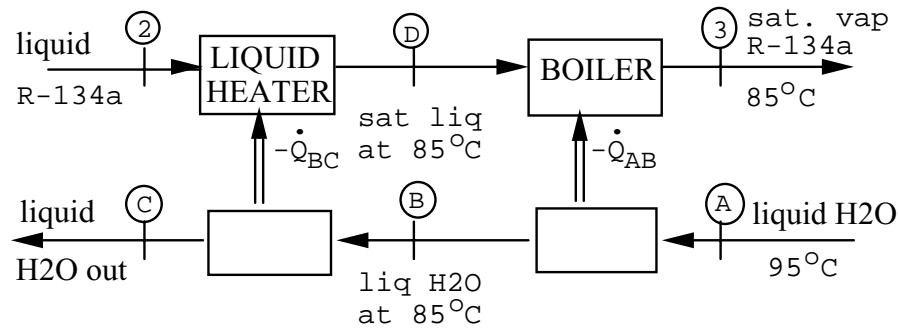 liquid
2
R-134a
LIQUID
HEATER
D
sat liq
at 85°C
BOILER
3
sat. vap
R-134a
85°C
-Q̇BC
-Q̇AB
liquid
C
H2O out
B
liq H2O
at 85°C
A
liquid H2O
95°C